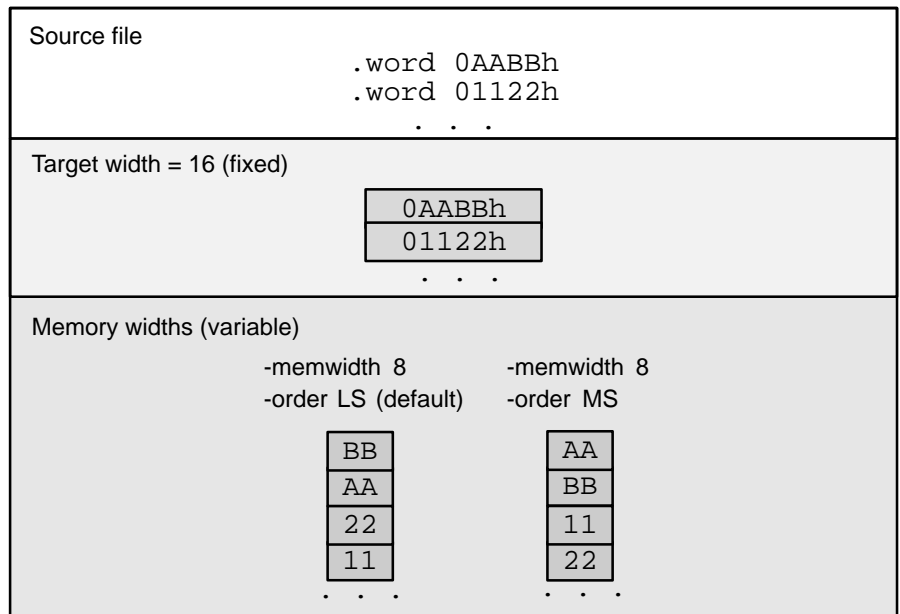 Source file
.word 0AABBh
.word 01122h
. . .
Target width = 16 (fixed)
0AABBh
01122h
. . .
Memory widths (variable)
-memwidth 8
-order LS (default)
BB
AA
22
11
. . .
-memwidth 8
-order MS
AA
BB
11
22
. . .